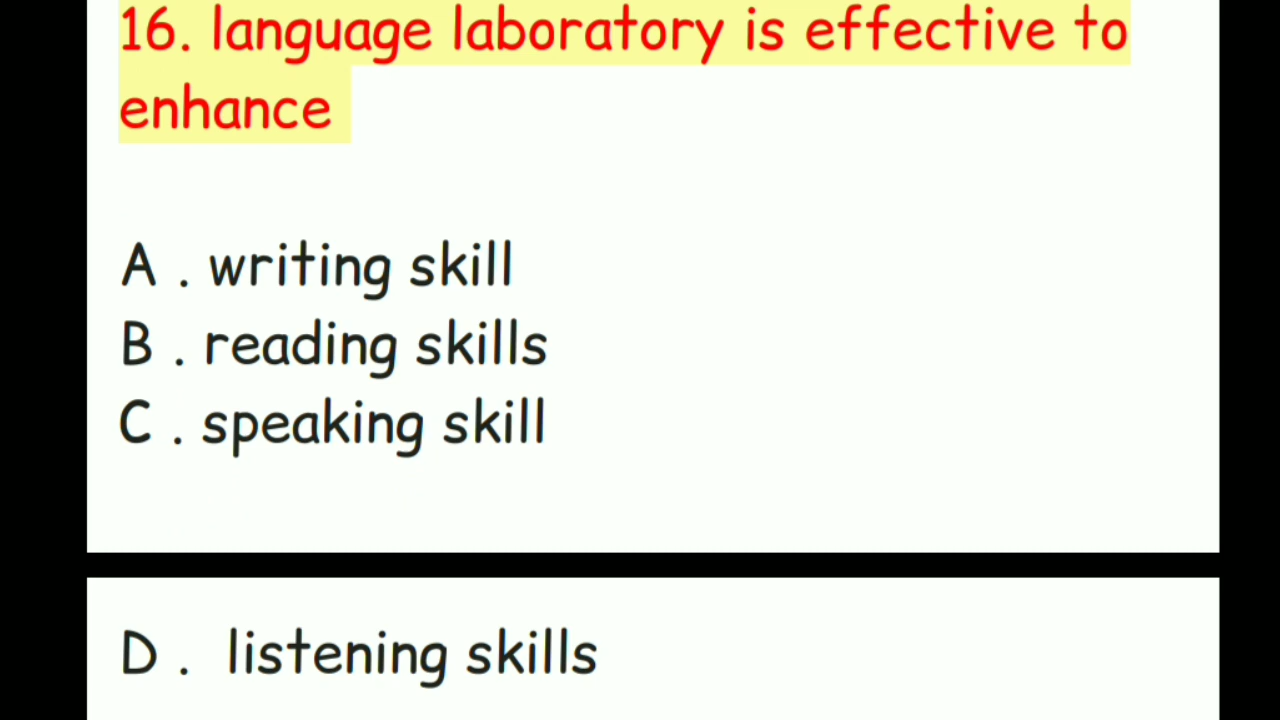 16. language laboratory is effective to
enhance
A . writing skill
B . reading skills
C . speaking skill
D .  listening skills